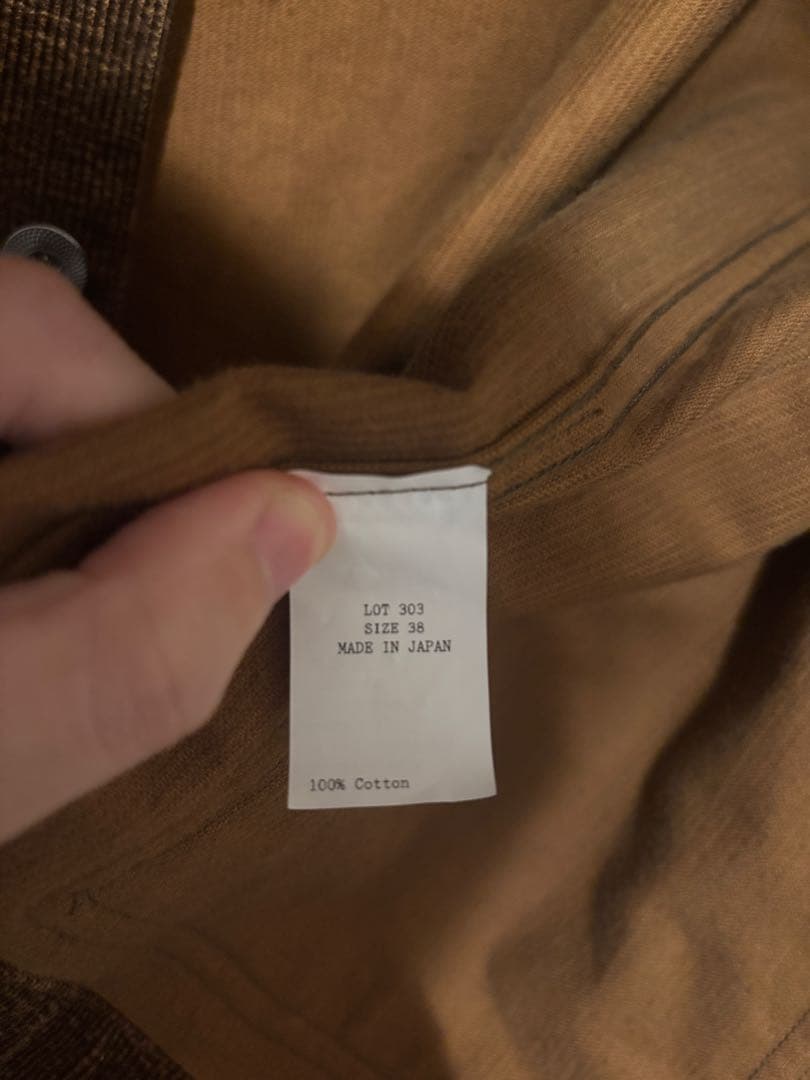 LOT 303
SIZE 38
MADE IN JAPAN
100% Cotton